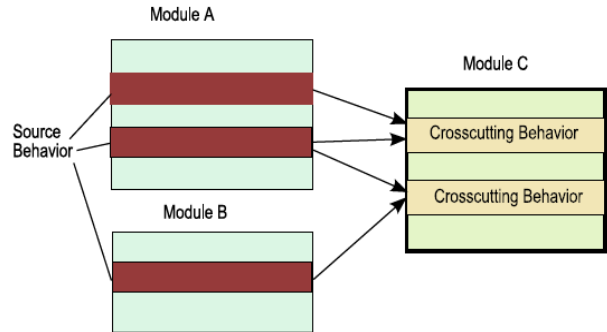 Module A
Module C
Source
Behavior
Crosscutting Behavior
Crosscutting Behavior
Module B